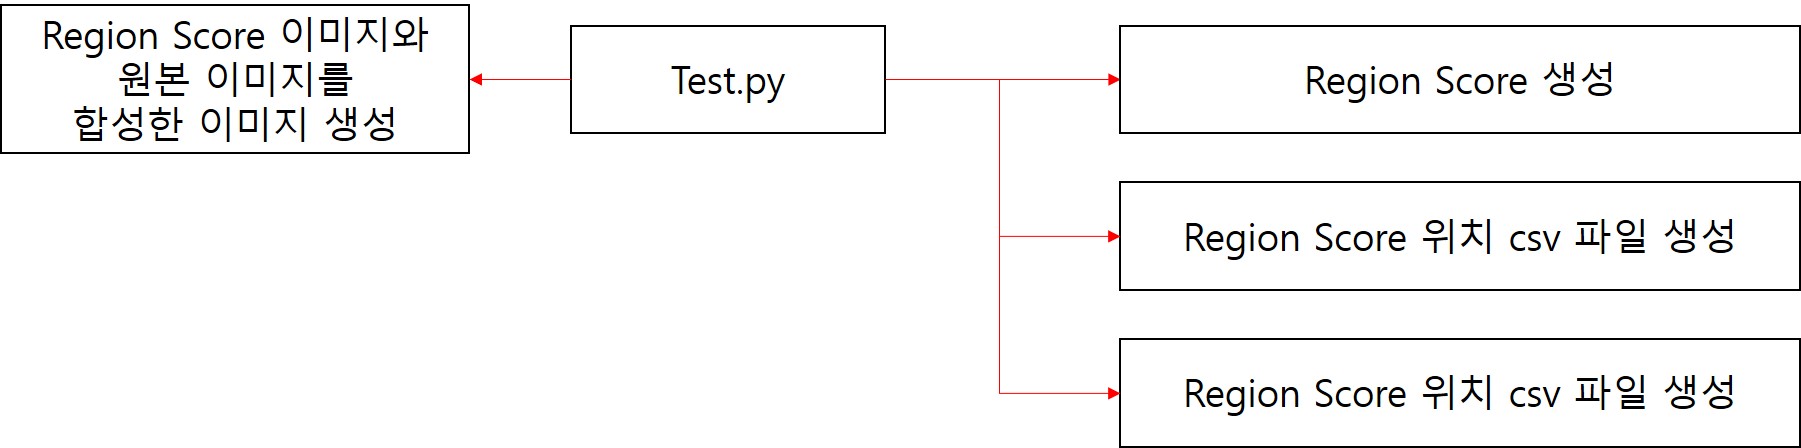 Region Score 이미지와
원본 이미지를
합성한 이미지 생성
Test.py
Region Score 생성
Region Score 위치 csv 파일 생성
Region Score 위치 csv 파일 생성